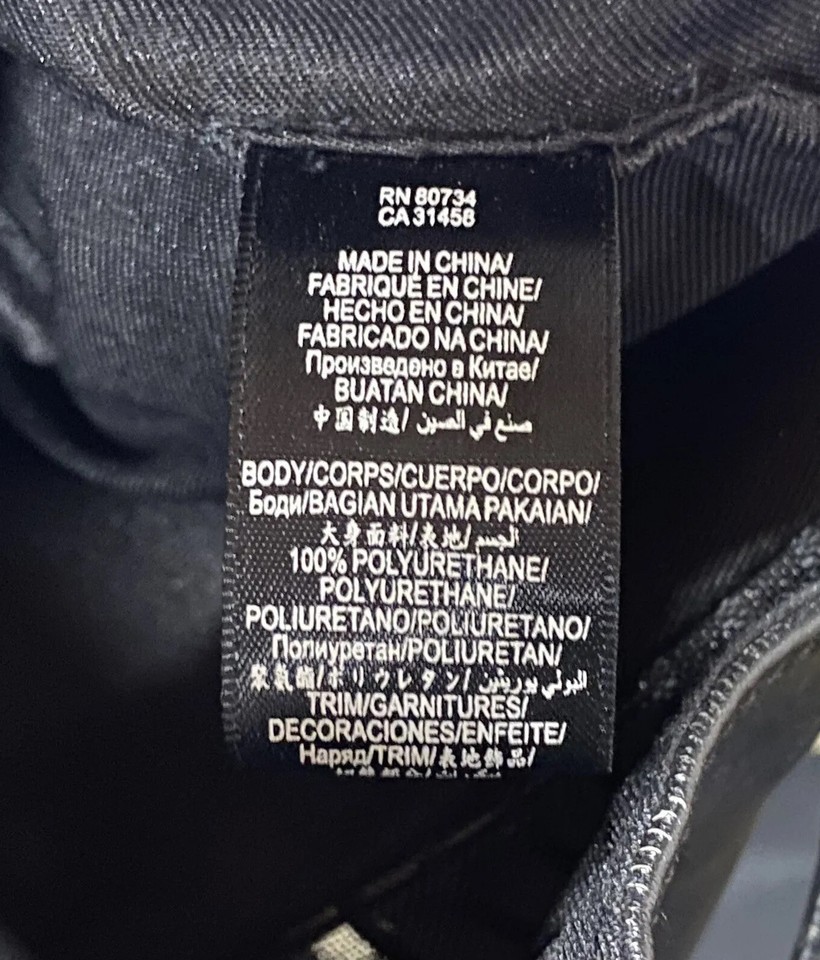 RN 80734
CA 31458
MADE IN CHINA/
FABRIQUÉ EN CHINE/
HECHO EN CHINA/
FABRICADO NA CHINA/
Произведено в Китае/
BUATAN CHINA/
中国制造/ صنع في الصين
BODY/CORPS/CUERPO/CORPO/
Боди/BAGIAN UTAMA PAKAIAN/
大身面料/表地/ الجسم
100% POLYURETHANE/
POLYURETHANE/
POLIURETANO/POLIURETANO/
Полиуретан/POLIURETAN/
聚氨酯/ポリウレタン/ البولي يوريثين
TRIM/GARNITURES/
DECORACIONES/ENFEITE/
Наряд/TRIM/表地饰品/